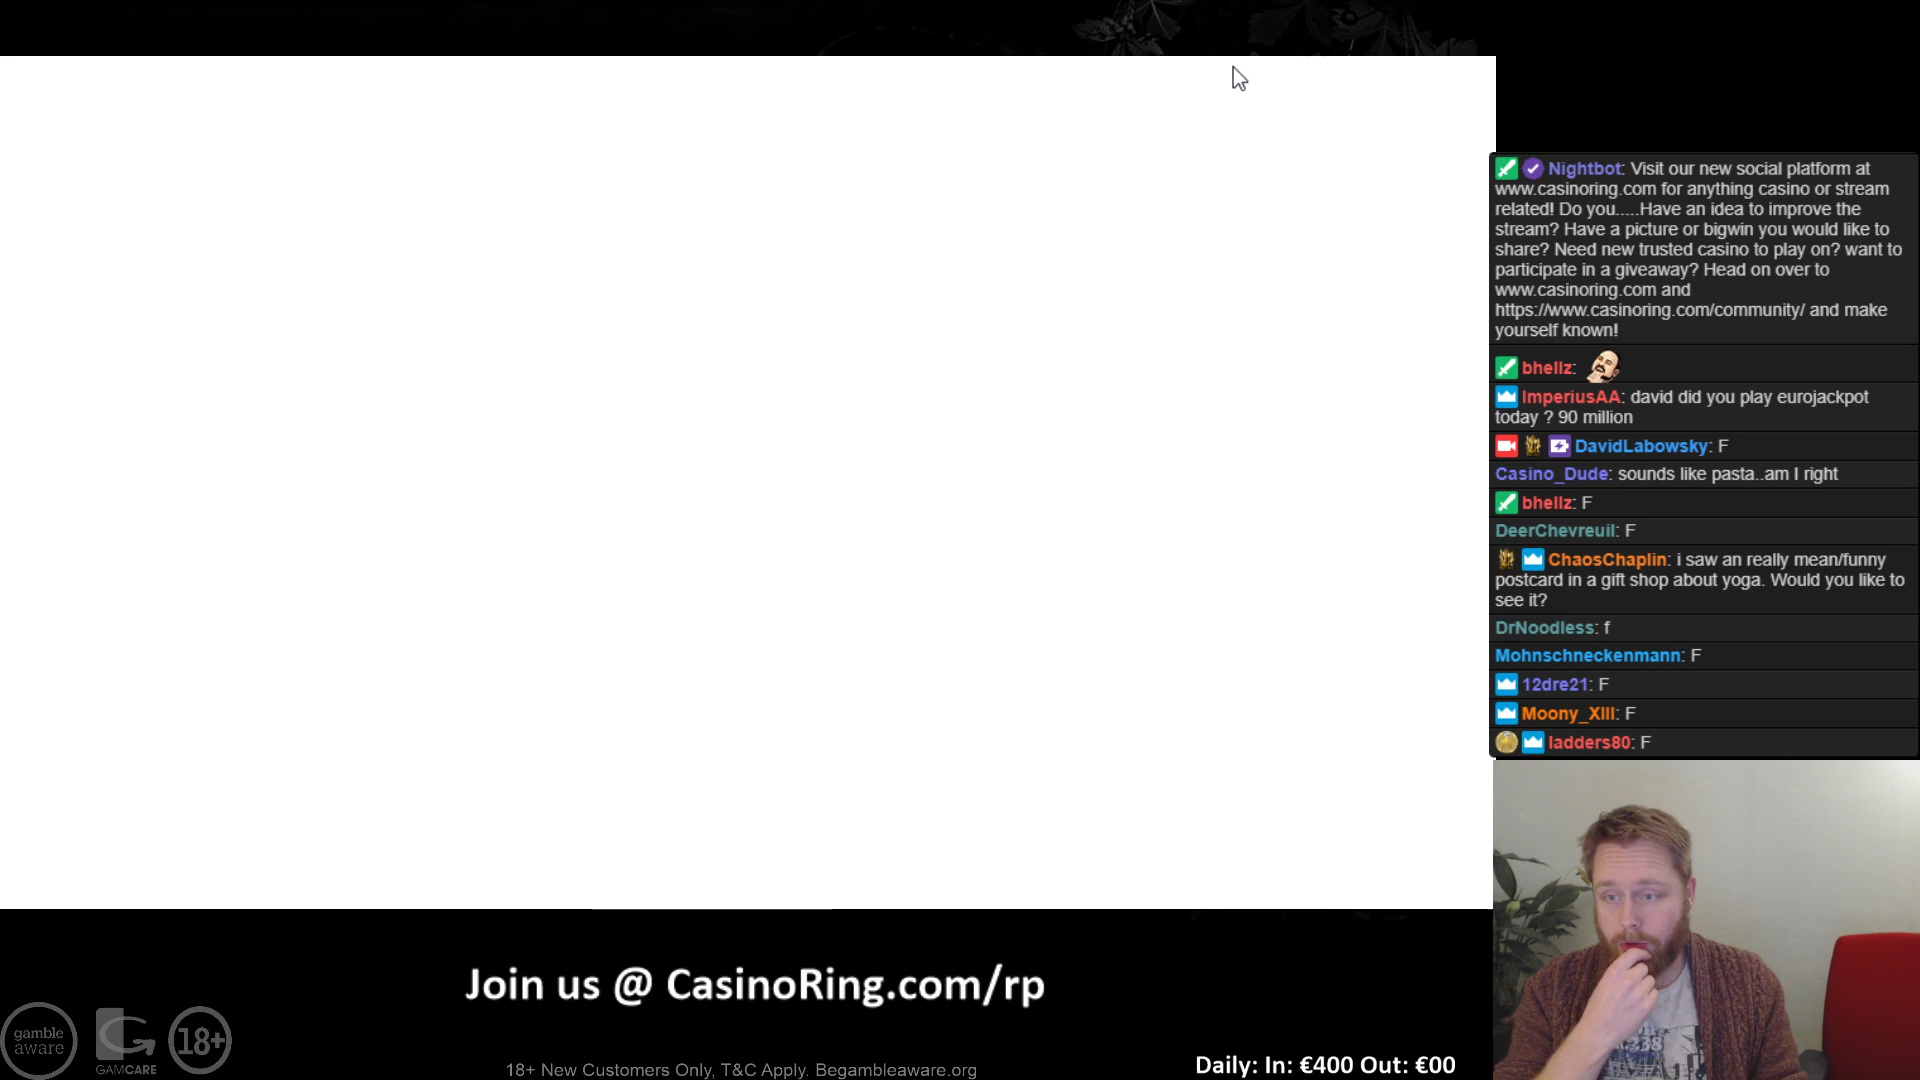 Nightbot: Visit our new social platform at
www.casinoring.com for anything casino or stream
related! Do you.....Have an idea to improve the
stream? Have a picture or bigwin you would like to
share? Need new trusted casino to play on? want to
participate in a giveaway? Head on over to
www.casinoring.com and
https://www.casinoring.com/community/ and make
yourself known!
bhellz:
ImperiusAA: david did you play eurojackpot
today ? 90 million
DavidLabowsky: F
Casino_Dude: sounds like pasta..am I right
bhellz: F
DeerChevreuil: F
ChaosChaplin: i saw an really mean/funny
postcard in a gift shop about yoga. Would you like to
see it?
DrNoodless: f
Mohnschneckenmann: F
12dre21: F
Moony_XIII: F
ladders80: F
Join us @ CasinoRing.com/rp
gamble
aware
GAMCARE
18+
18+ New Customers Only, T&C Apply. Begambleaware.org
Daily: In: €400 Out: €00